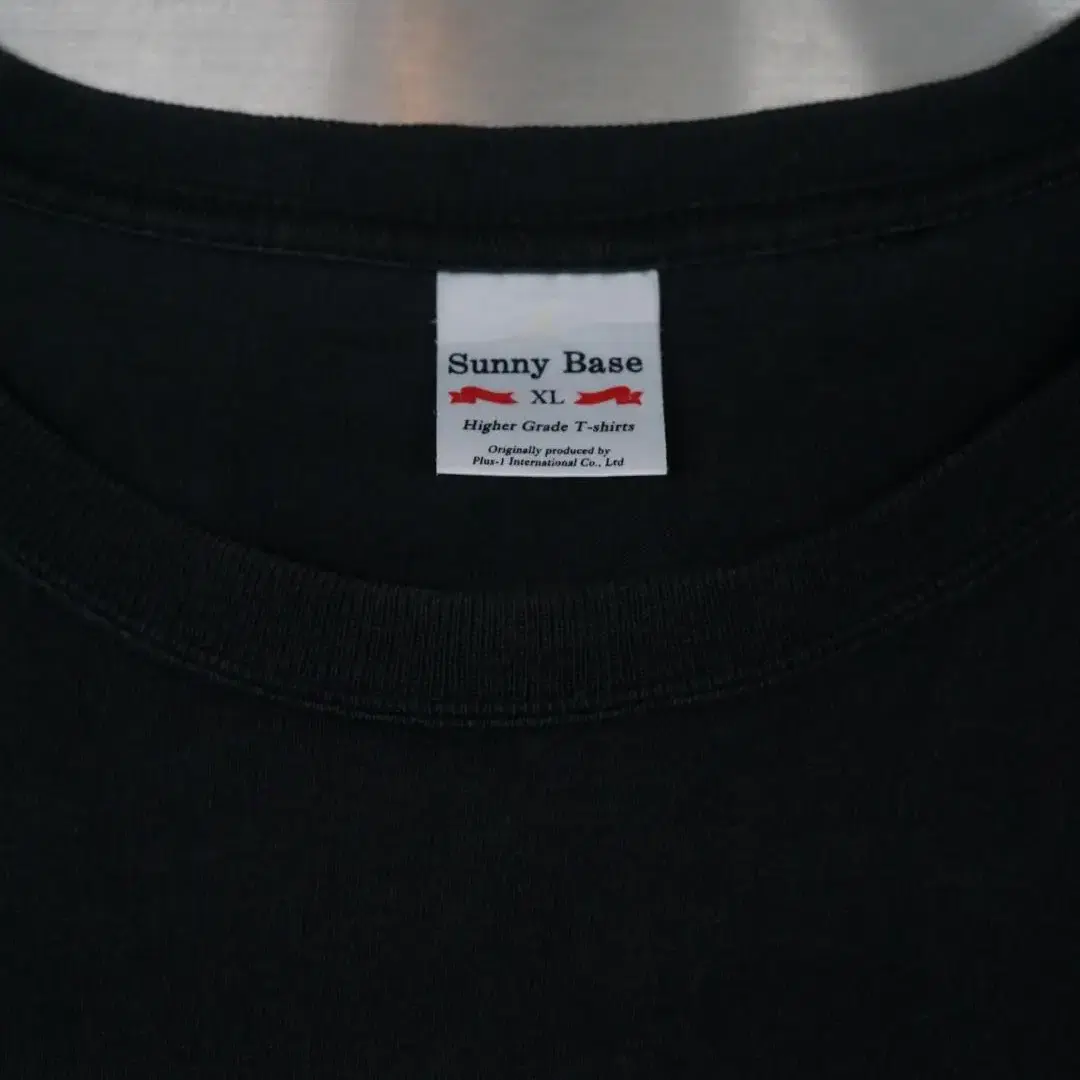 Sunny Base
XL
Higher Grade T-shirts
Originally produced by
Plus-1 International Co., Ltd